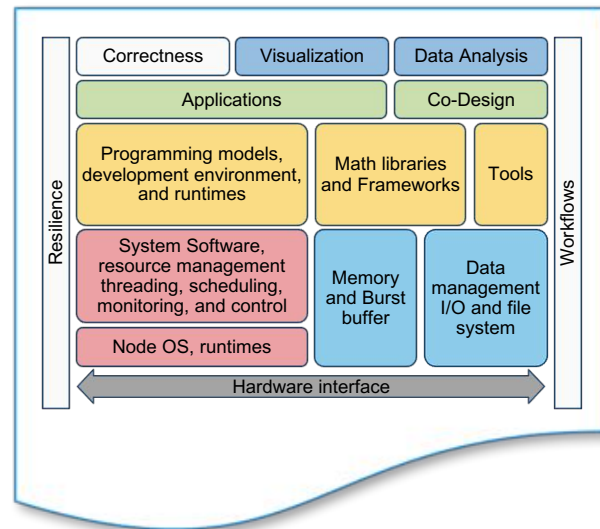 Correctness
Visualization
Data Analysis
Applications
Co-Design
Programming models,
development environment,
and runtimes
Math libraries
and Frameworks
Tools
Resilience
Workflows
System Software,
resource management
threading, scheduling,
monitoring, and control
Memory
and Burst
buffer
Data
management
I/O and file
system
Node OS, runtimes
Hardware interface